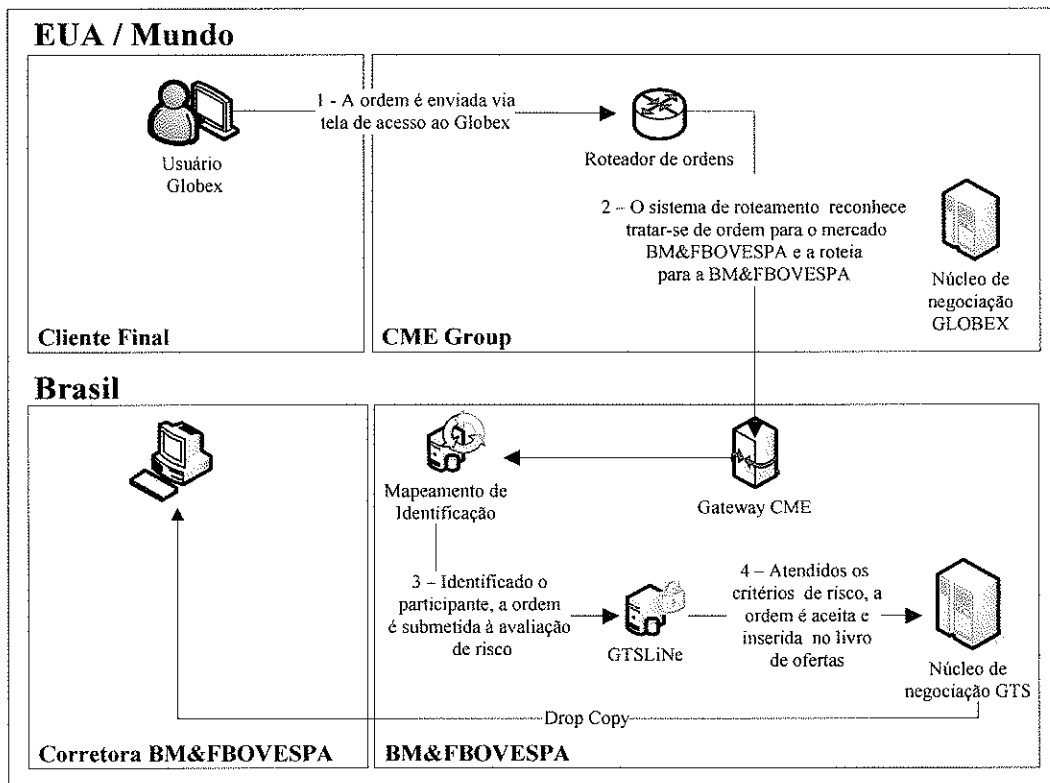 EUA / Mundo
1 - A ordem é enviada via
tela de acesso ao Globex
Usuário
Globex
Roteador de ordens
2 – O sistema de roteamento reconhece
tratar-se de ordem para o mercado
BM&FBOVESPA e a roteia
para a BM&FBOVESPA
Núcleo de
negociação
GLOBEX
Cliente Final
CME Group
Brasil
Mapeamento de
Identificação
Gateway CME
3 – Identificado o
participante, a ordem
é submetida à avaliação
de risco
GTSLiNe
4 – Atendidos os
critérios de risco, a
ordem é aceita e
inserida no livro
de ofertas
Núcleo de
negociação GTS
Drop Copy
Corretora BM&FBOVESPA
BM&FBOVESPA